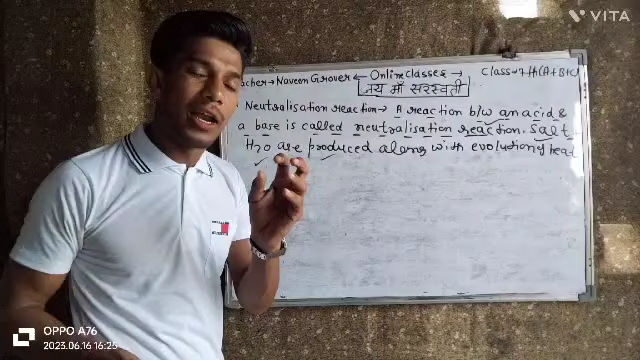 VITA
acher→ Naveen Grover ← Online classes → Class→7th (A+B+C)
जय माँ सरस्वती
Neutralisation reaction→ A reaction b/w an acid &
a base is called neutralisation reaction. Salt
H2O are produced along with evolution of heat
OPPO A76
2023.06.16 16:25